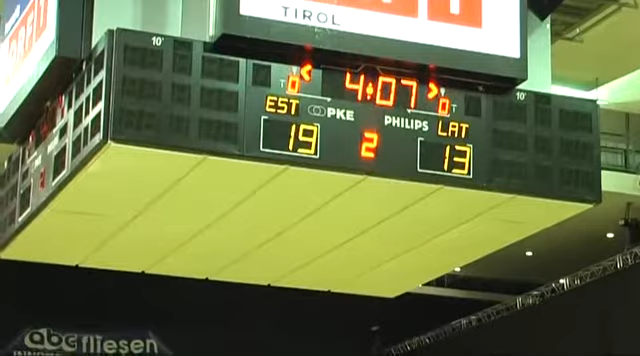 TIROL
10'
10'
0 4:07 0
EST PKE PHILIPS LAT
19 2 13
abc fliesen